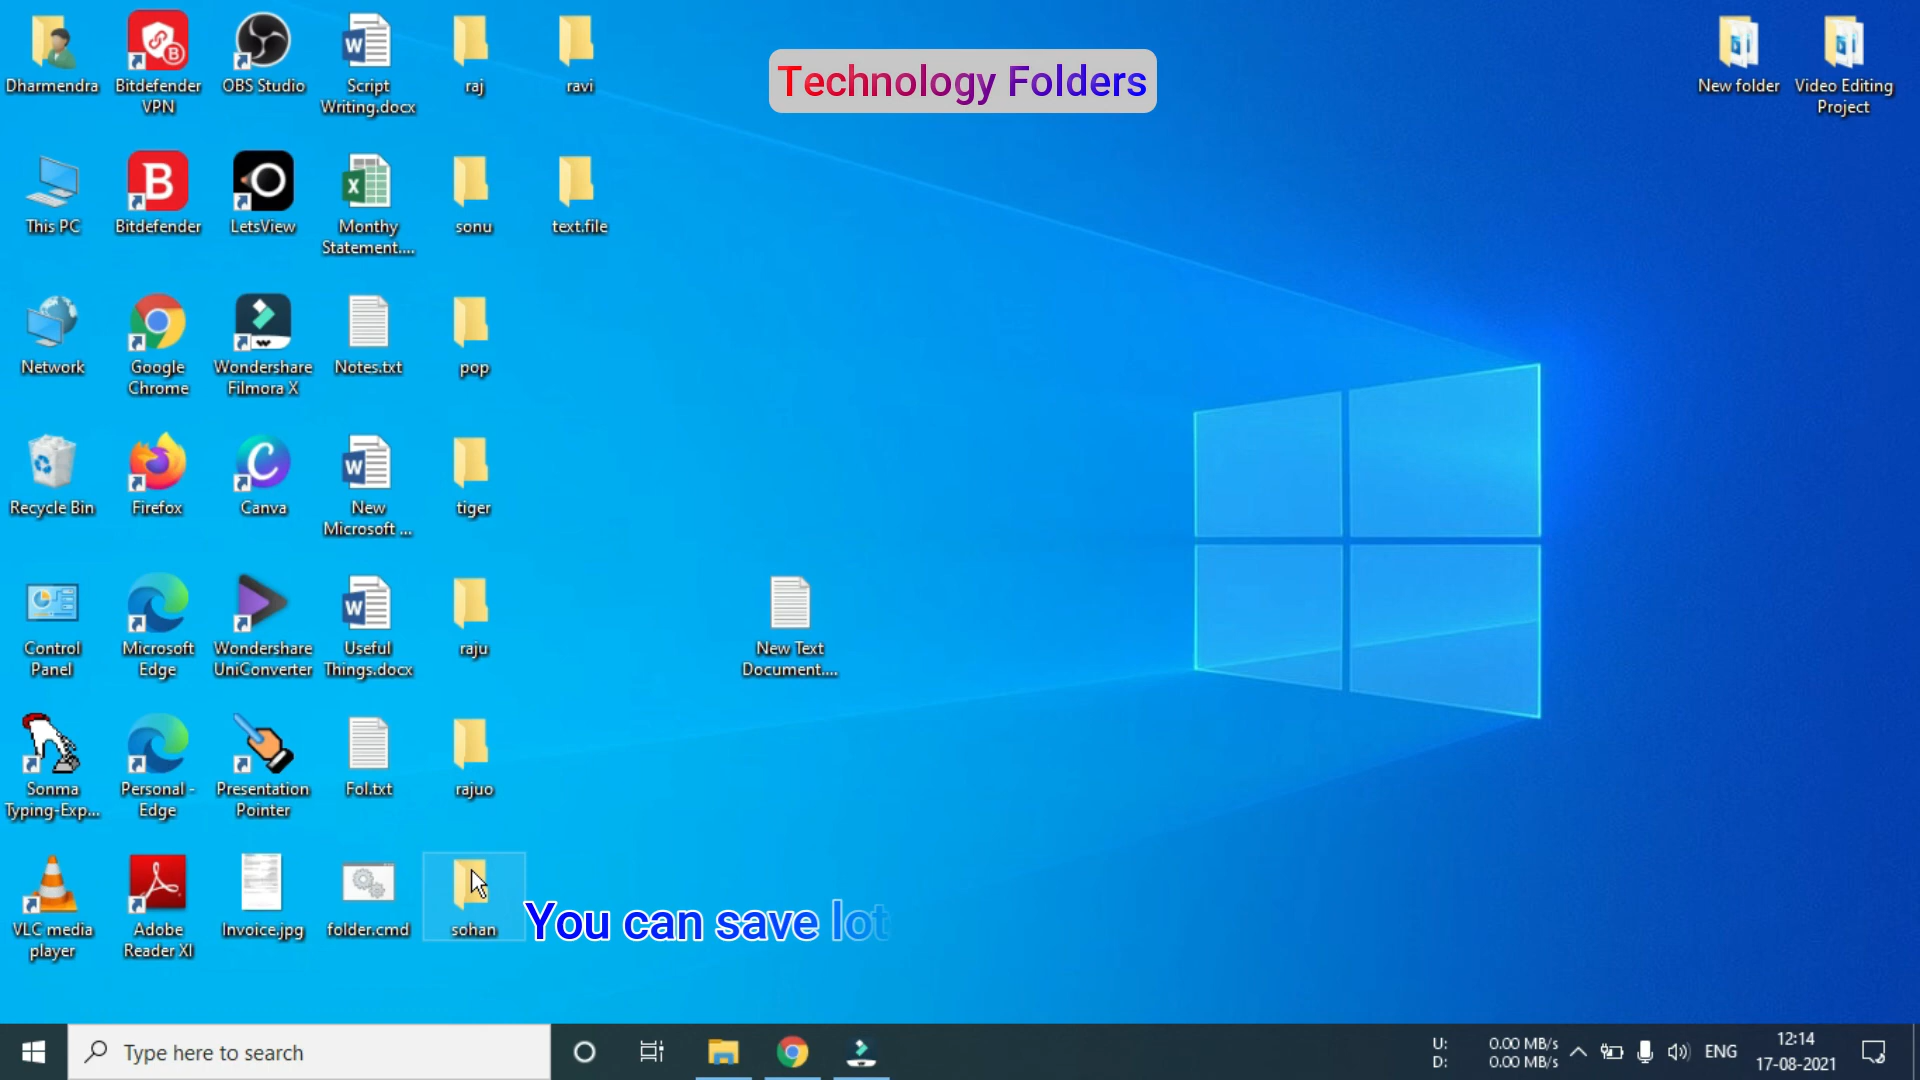 Technology Folders
Dharmendra
Bitdefender
VPN
OBS Studio
Script
Writing.docx
raj
ravi
New folder
Video Editing
Project
This PC
Bitdefender
LetsView
Monthy
Statement....
sonu
text.file
Network
Google
Chrome
Wondershare
Filmora X
Notes.txt
pop
Recycle Bin
Firefox
Canva
New
Microsoft ...
tiger
Control
Panel
Microsoft
Edge
Wondershare
UniConverter
Useful
Things.docx
raju
New Text
Document....
Sonma
Typing-Exp...
Personal -
Edge
Presentation
Pointer
Fol.txt
rajuo
VLC media
player
Adobe
Reader XI
Invoice.jpg
folder.cmd
sohan
You can save lot
Type here to search
U: 0.00 MB/s
D: 0.00 MB/s
ENG
12:14
17-08-2021